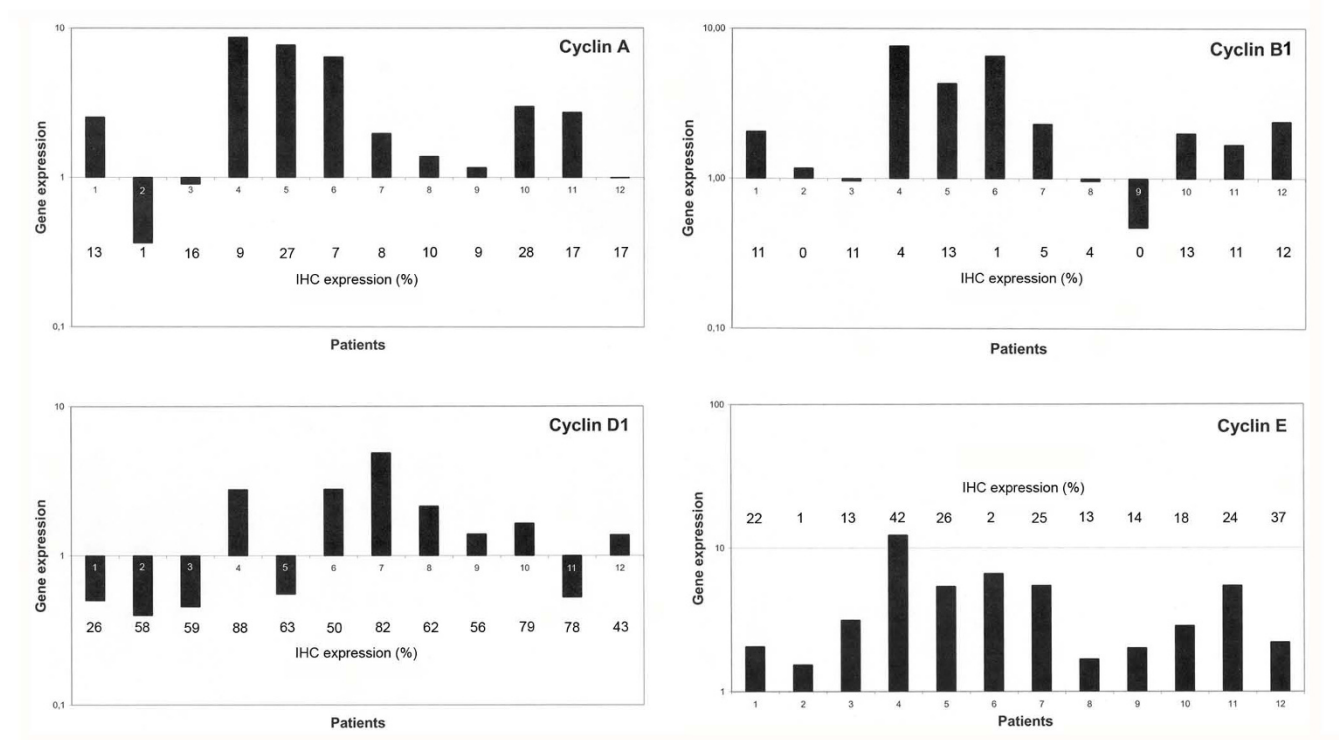 10
Cyclin A
Gene expression
1
1 2 3 4 5 6 7 8 9 10 11 12
13 1 16 9 27 7 8 10 9 28 17 17
IHC expression (%)
0,1
Patients
10,00
Cyclin B1
Gene expression
1,00
1 2 3 4 5 6 7 8 9 10 11 12
11 0 11 4 13 1 5 4 0 13 11 12
IHC expression (%)
0,10
Patients
10
Cyclin D1
Gene expression
1
1 2 3 4 5 6 7 8 9 10 11 12
26 58 59 88 63 50 82 62 56 79 78 43
IHC expression (%)
0,1
Patients
100
Cyclin E
Gene expression
IHC expression (%)
22 1 13 42 26 2 25 13 14 18 24 37
10
1
1 2 3 4 5 6 7 8 9 10 11 12
Patients